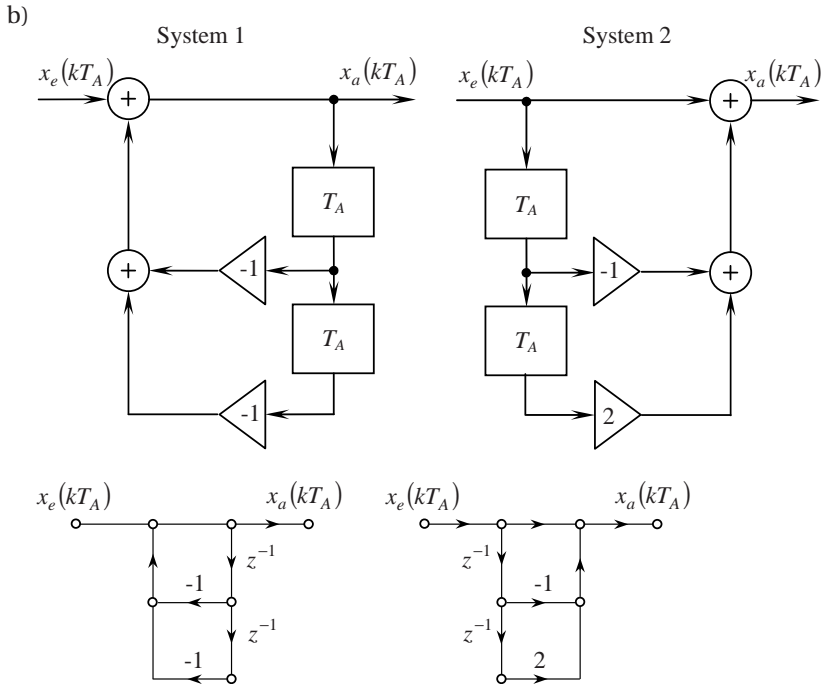 b)
System 1 System 2
x_e(kT_A) x_a(kT_A) x_e(kT_A) x_a(kT_A)
+ +
T_A T_A
+ -1 -1 +
T_A T_A
-1 2
x_e(kT_A) x_a(kT_A) x_e(kT_A) x_a(kT_A)
z^{-1} z^{-1}
-1 -1
z^{-1} z^{-1}
-1 2